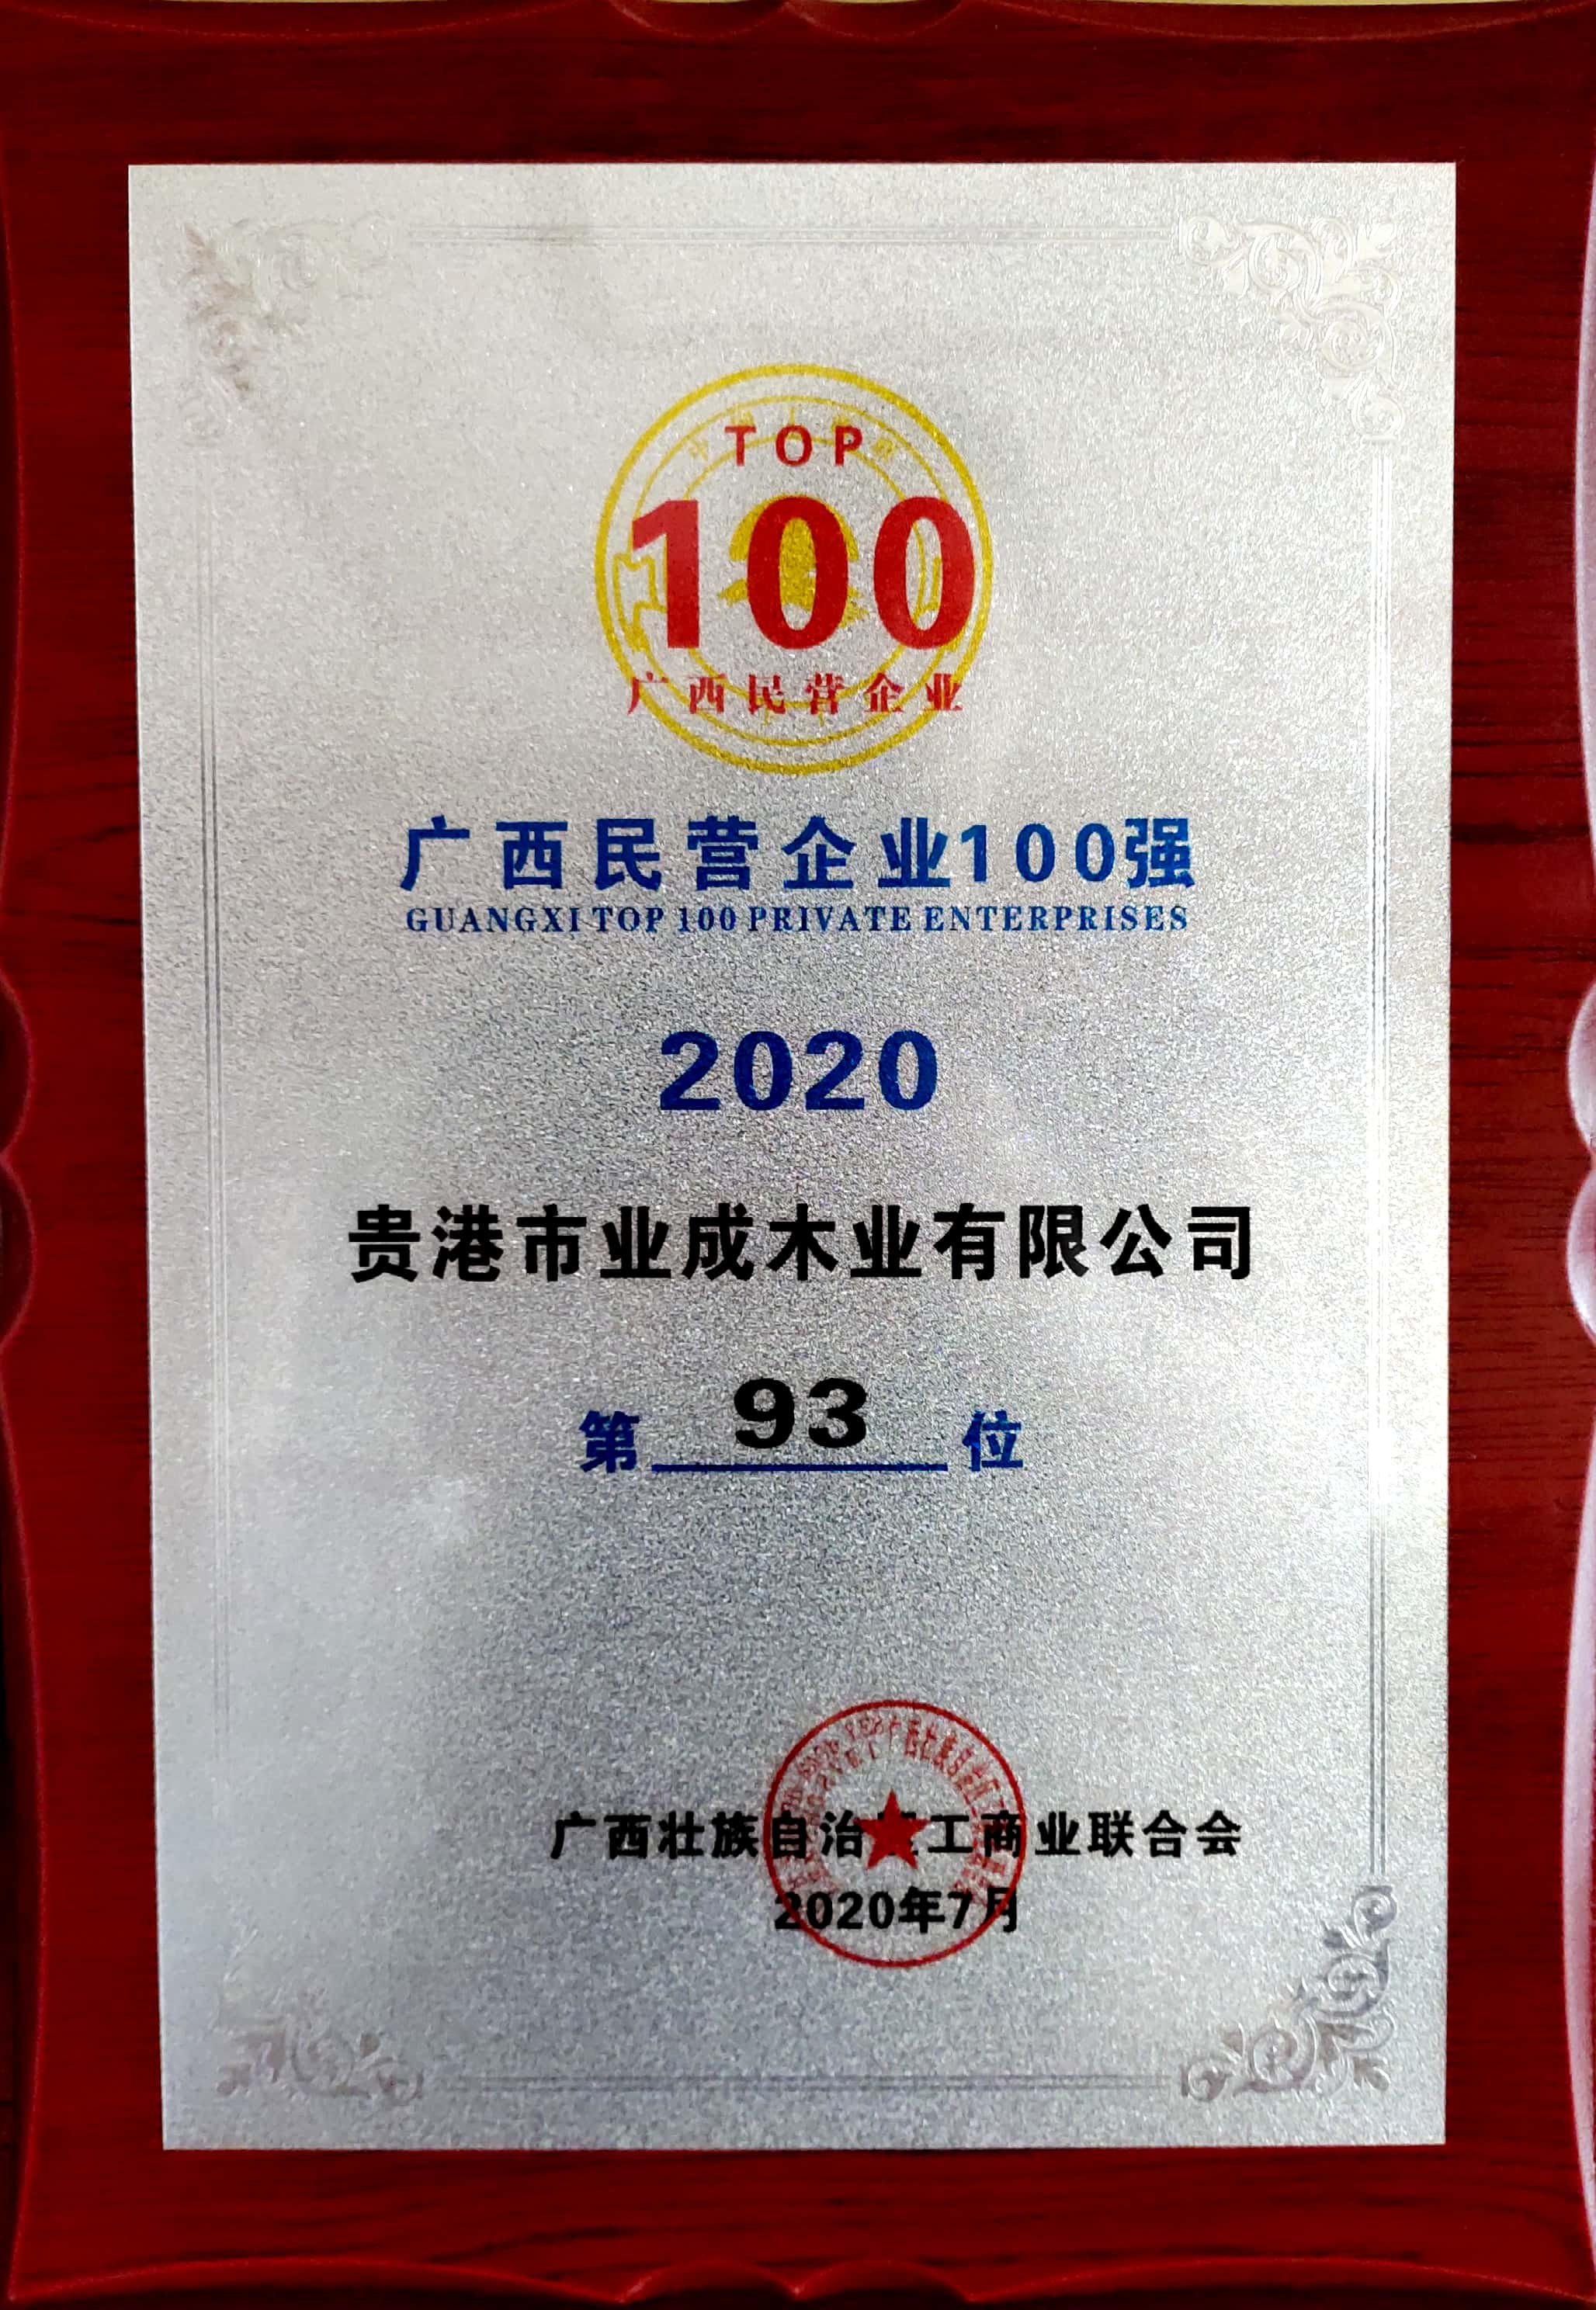 TOP
100
广西民营企业
广西民营企业100强
GUANGXI TOP 100 PRIVATE ENTERPRISES
2020
贵港市业成木业有限公司
第 93 位
广西壮族自治区工商业联合会
2020年7月